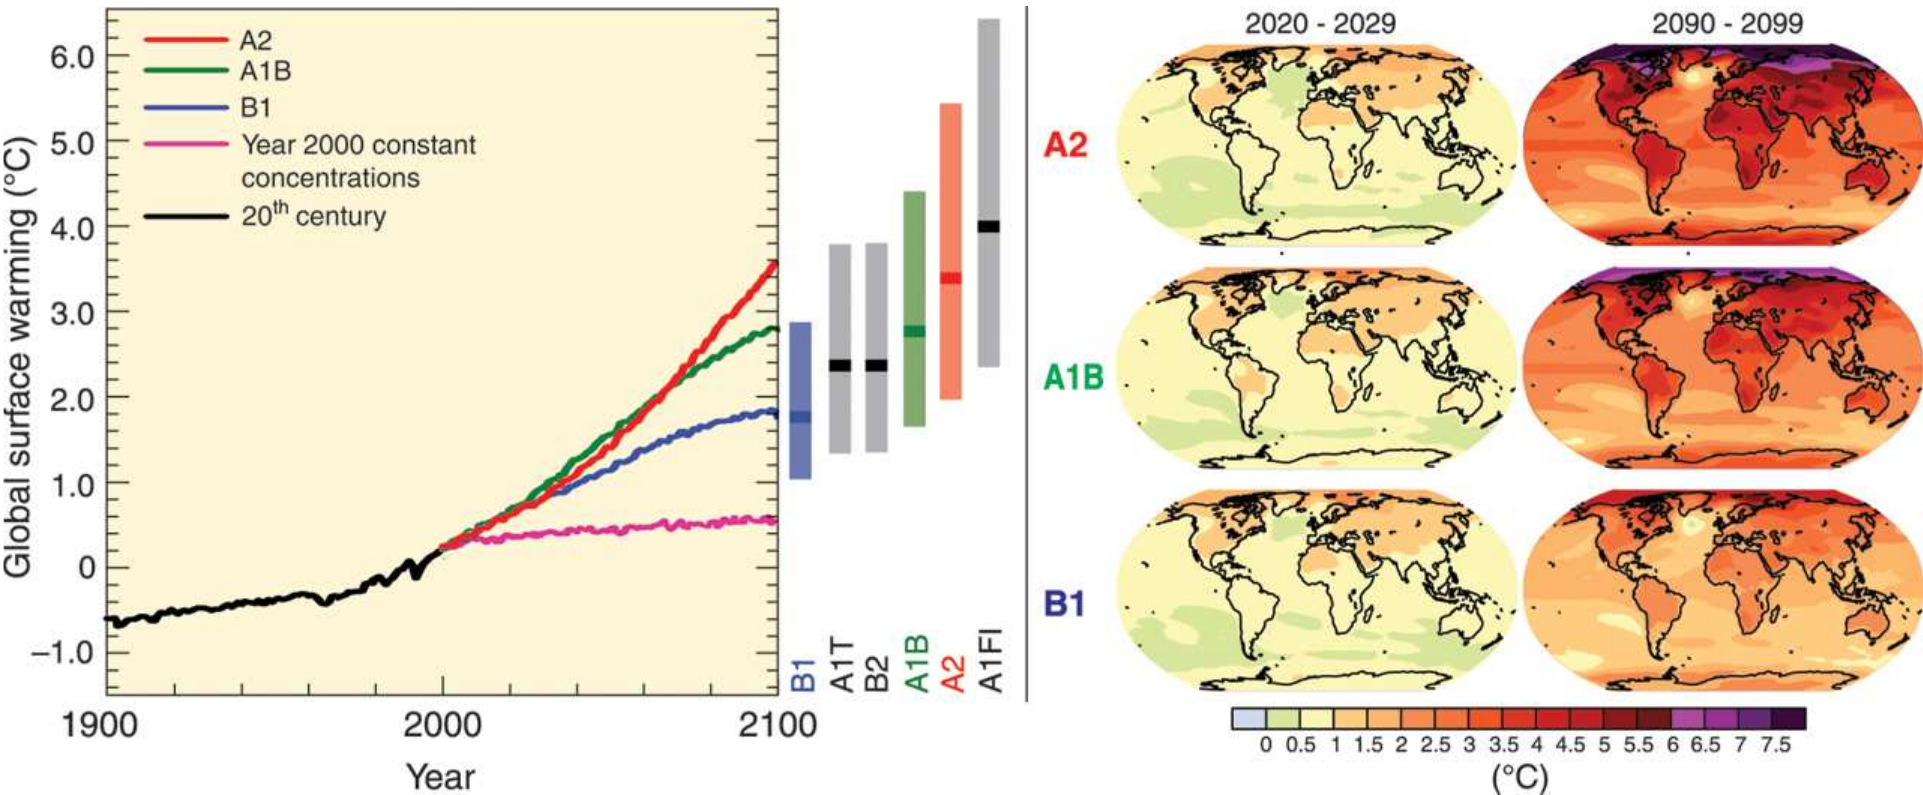 A2
A1B
B1
Year 2000 constant
concentrations
20th century
Global surface warming (°C)
6.0
5.0
4.0
3.0
2.0
1.0
0
–1.0
1900
2000
2100
Year
B1
A1T
B2
A1B
A2
A1FI
2020 - 2029
2090 - 2099
A2
A1B
B1
0 0.5 1 1.5 2 2.5 3 3.5 4 4.5 5 5.5 6 6.5 7 7.5
(°C)